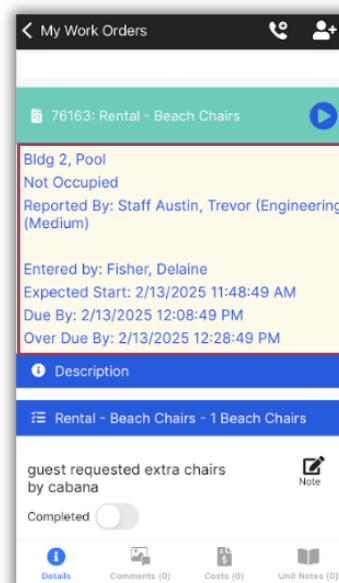 My Work Orders
76163: Rental - Beach Chairs
Bldg 2, Pool
Not Occupied
Reported By: Staff Austin, Trevor (Engineering
(Medium)
Entered by: Fisher, Delaine
Expected Start: 2/13/2025 11:48:49 AM
Due By: 2/13/2025 12:08:49 PM
Over Due By: 2/13/2025 12:28:49 PM
Description
Rental - Beach Chairs - 1 Beach Chairs
guest requested extra chairs
by cabana
Note
Completed
Details Comments (0) Costs (0) Unit Notes (0)